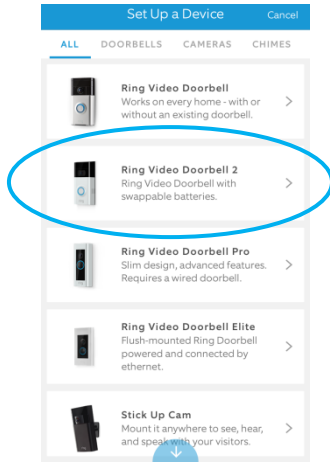 Set Up a Device Cancel
ALL DOORBELLS CAMERAS CHIMES
Ring Video Doorbell
Works on every home - with or
without an existing doorbell.
Ring Video Doorbell 2
Ring Video Doorbell with
swappable batteries.
Ring Video Doorbell Pro
Slim design, advanced features.
Requires a wired doorbell.
Ring Video Doorbell Elite
Flush-mounted Ring Doorbell
powered and connected by
ethernet.
Stick Up Cam
Mount it anywhere to see, hear,
and speak with your visitors.